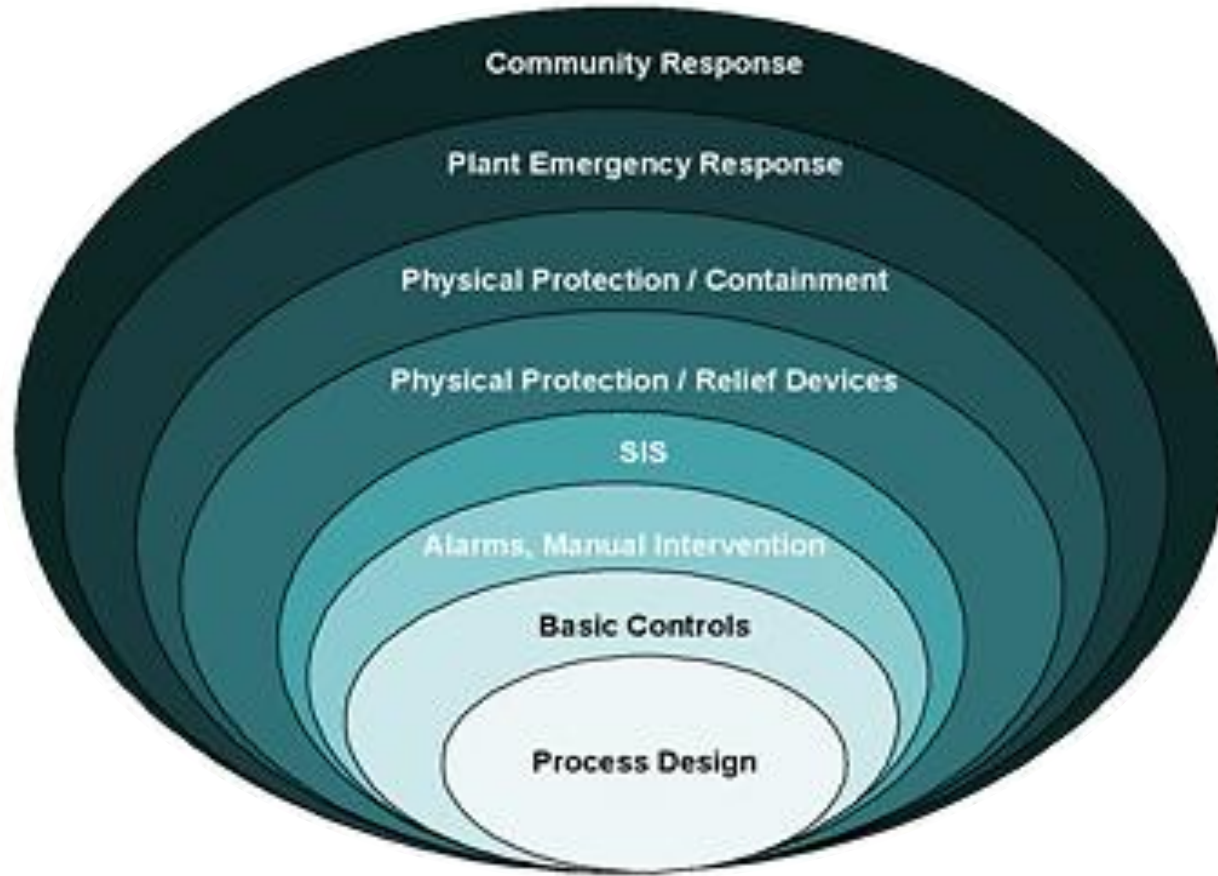 Community Response
Plant Emergency Response
Physical Protection / Containment
Physical Protection / Relief Devices
SIS
Alarms, Manual Intervention
Basic Controls
Process Design